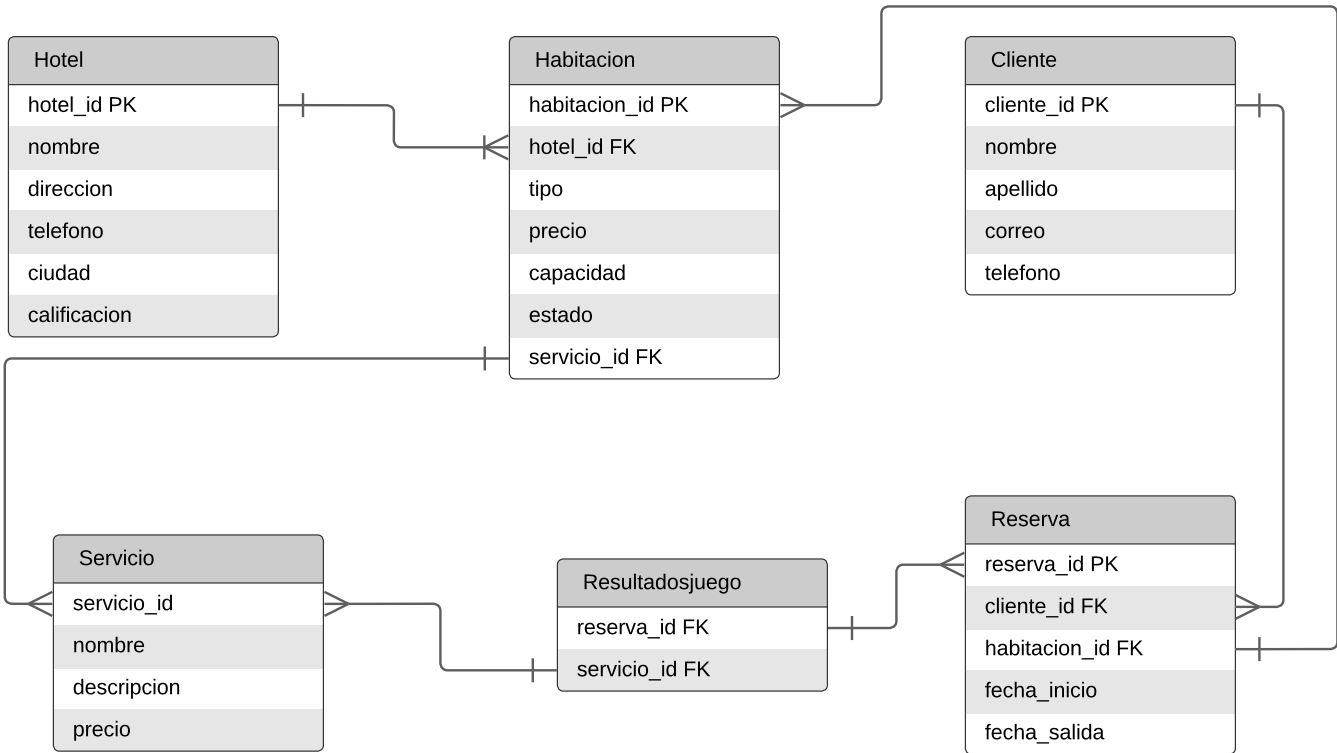 Hotel
hotel_id PK
nombre
direccion
telefono
ciudad
calificacion
Habitacion
habitacion_id PK
hotel_id FK
tipo
precio
capacidad
estado
servicio_id FK
Cliente
cliente_id PK
nombre
apellido
correo
telefono
Servicio
servicio_id
nombre
descripcion
precio
Resultadosjuego
reserva_id FK
servicio_id FK
Reserva
reserva_id PK
cliente_id FK
habitacion_id FK
fecha_inicio
fecha_salida